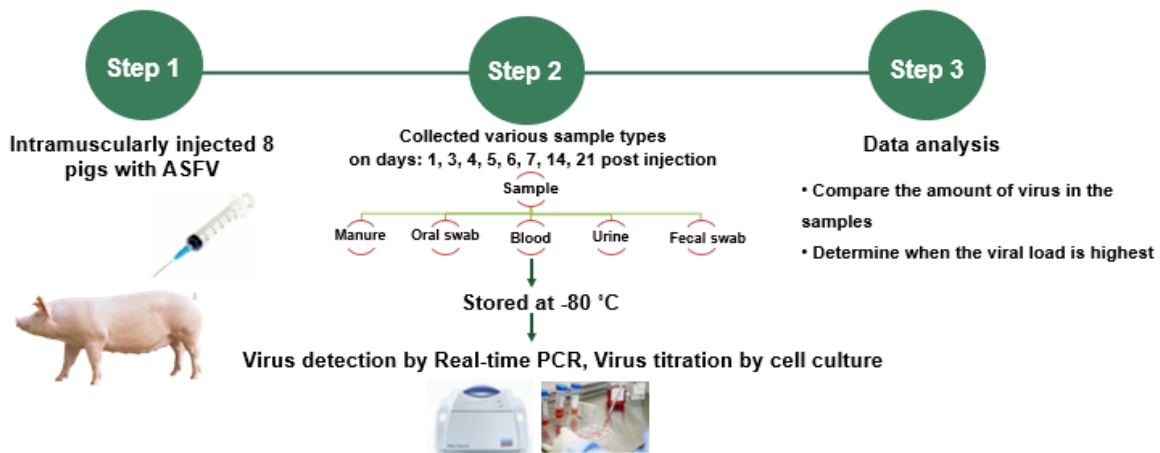 Step 1
Step 2
Step 3
Intramuscularly injected 8
pigs with ASFV
Collected various sample types
on days: 1, 3, 4, 5, 6, 7, 14, 21 post injection
Sample
Manure
Oral swab
Blood
Urine
Fecal swab
Stored at -80 °C
Virus detection by Real-time PCR, Virus titration by cell culture
Data analysis
• Compare the amount of virus in the
samples
• Determine when the viral load is highest